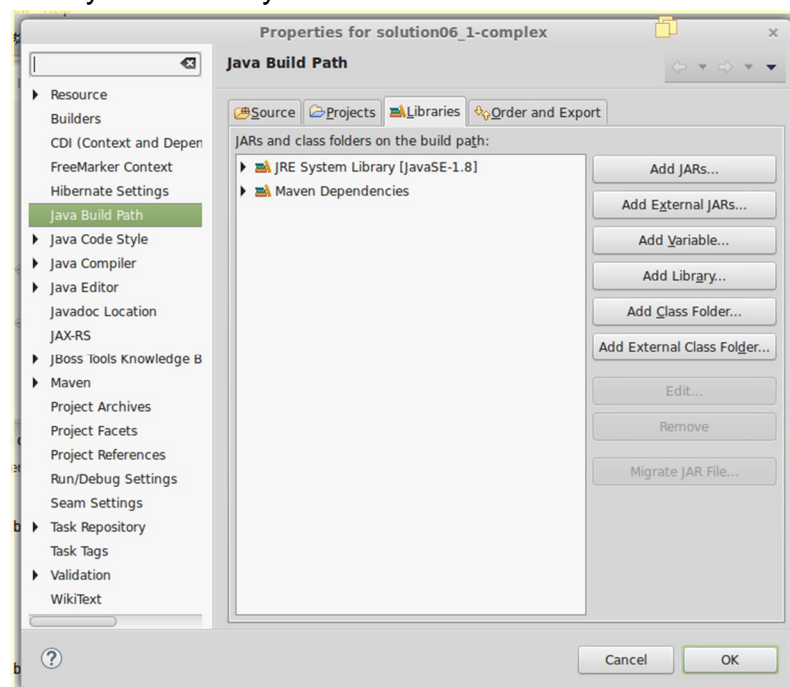 Properties for solution06_1-complex
Java Build Path
Resource
Builders
CDI (Context and Depen
FreeMarker Context
Hibernate Settings
Java Build Path
Java Code Style
Java Compiler
Java Editor
Javadoc Location
JAX-RS
JBoss Tools Knowledge B
Maven
Project Archives
Project Facets
Project References
Run/Debug Settings
Seam Settings
Task Repository
Task Tags
Validation
WikiText
Source Projects Libraries Order and Export
JARs and class folders on the build path:
JRE System Library [JavaSE-1.8]
Maven Dependencies
Add JARs...
Add External JARs...
Add Variable...
Add Library...
Add Class Folder...
Add External Class Folder...
Edit...
Remove
Migrate JAR File...
Cancel
OK